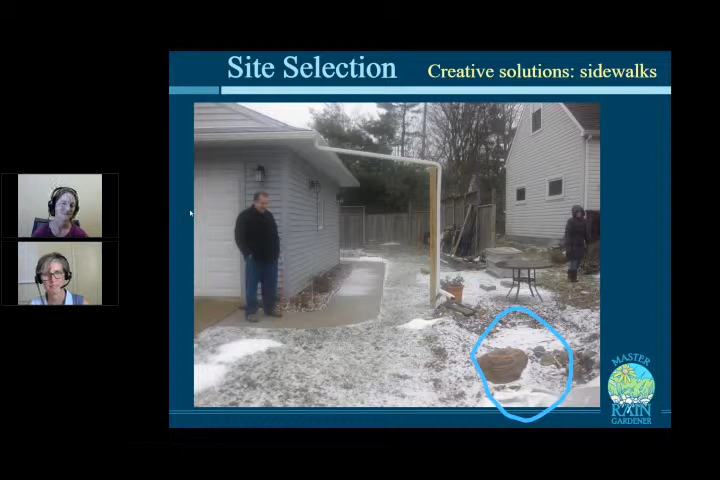 Site Selection
Creative solutions: sidewalks
MASTER
RAIN
GARDENER